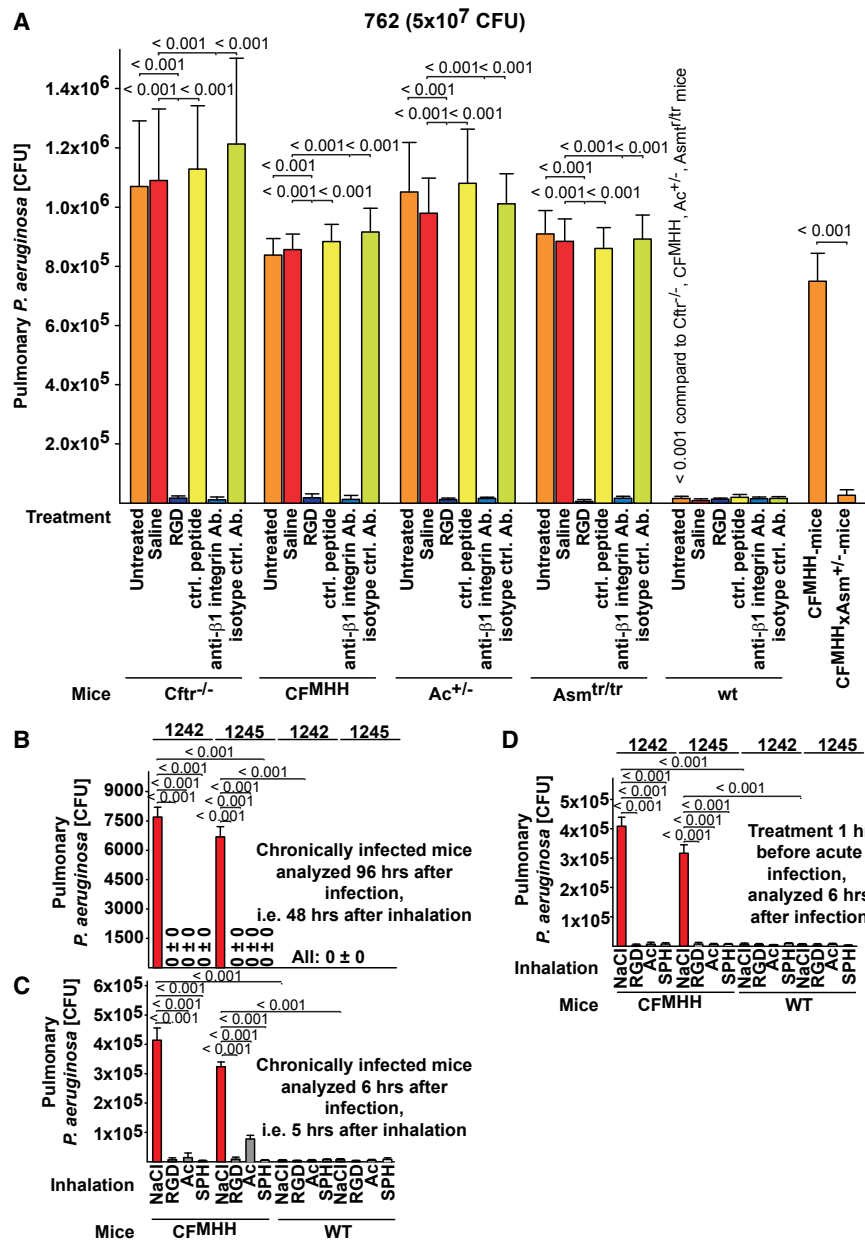 A
762 (5x10⁷ CFU)
Pulmonary P. aeruginosa [CFU]
1.4x10⁶
1.2x10⁶
1.0x10⁶
8.0x10⁵
6.0x10⁵
4.0x10⁵
2.0x10⁵
< 0.001 < 0.001
< 0.001
< 0.001 < 0.001
< 0.001 < 0.001
< 0.001
< 0.001 < 0.001
< 0.001 < 0.001
< 0.001
< 0.001 < 0.001
< 0.001 < 0.001
< 0.001
< 0.001 < 0.001
< 0.001 comnpard to Cftr-/-, CFMHH, Ac+/-, Asmtr/tr mice
< 0.001
Treatment
Untreated
Saline
RGD
ctrl. peptide
anti-β1 integrin Ab.
isotype ctrl. Ab.
Untreated
Saline
RGD
ctrl. peptide
anti-β1 integrin Ab.
isotype ctrl. Ab.
Untreated
Saline
RGD
ctrl. peptide
anti-β1 integrin Ab.
isotype ctrl. Ab.
Untreated
Saline
RGD
ctrl. peptide
anti-β1 integrin Ab.
isotype ctrl. Ab.
Untreated
Saline
RGD
ctrl. peptide
anti-β1 integrin Ab.
isotype ctrl. Ab.
CFMHH-mice
CFMHHxAsm+/--mice
Mice Cftr-/- CFMHH Ac+/- Asmtr/tr wt
B
1242 1245 1242 1245
Pulmonary
P. aeruginosa [CFU]
9000
7500
6000
4500
3000
1500
< 0.001
< 0.001
< 0.001
< 0.001
< 0.001
< 0.001
< 0.001
0 ± 0
0 ± 0
0 ± 0
0 ± 0
0 ± 0
0 ± 0
Chronically infected mice
analyzed 96 hrs after
infection,
i.e. 48 hrs after inhalation
All: 0 ± 0
C
Pulmonary
P. aeruginosa [CFU]
6x10⁵
5x10⁵
4x10⁵
3x10⁵
2x10⁵
1x10⁵
< 0.001
< 0.001
< 0.001
< 0.001
< 0.001
< 0.001
< 0.001
< 0.001
Chronically infected mice
analyzed 6 hrs after
infection,
i.e. 5 hrs after inhalation
Inhalation
NaCl
RGD
Ac
SPH
NaCl
RGD
Ac
SPH
NaCl
RGD
Ac
SPH
NaCl
RGD
Ac
SPH
Mice CFMHH WT
D
1242 1245 1242 1245
Pulmonary
P. aeruginosa [CFU]
5x10⁵
4x10⁵
3x10⁵
2x10⁵
1x10⁵
< 0.001
< 0.001
< 0.001
< 0.001
< 0.001
< 0.001
< 0.001
< 0.001
Treatment 1 hr
before acute
infection,
analyzed 6 hrs
after infection
Inhalation
NaCl
RGD
Ac
SPH
NaCl
RGD
Ac
SPH
NaCl
RGD
Ac
SPH
NaCl
RGD
Ac
SPH
Mice CFMHH WT